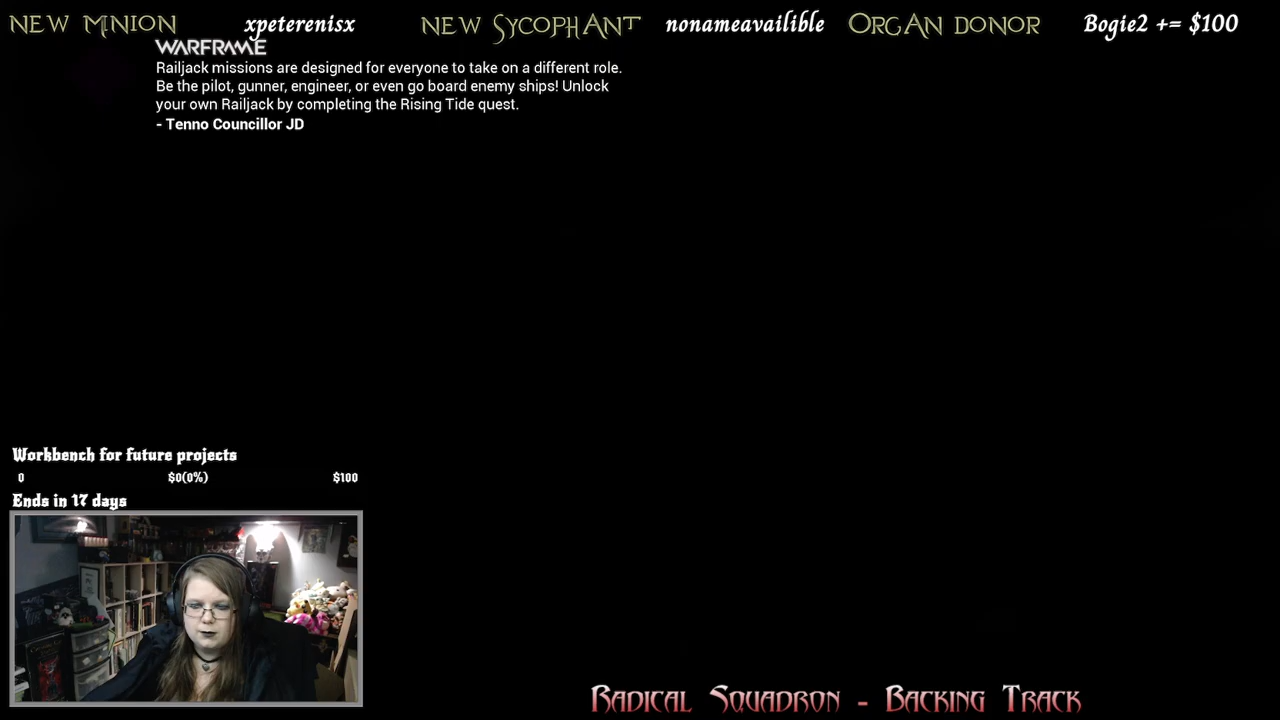 NEW MINION xpeterenisx NEW SYCOPHANT nonameavailible ORGAN DONOR Bogie2 += $100
WARFRAME
Railjack missions are designed for everyone to take on a different role.
Be the pilot, gunner, engineer, or even go board enemy ships! Unlock
your own Railjack by completing the Rising Tide quest.
- Tenno Councillor JD
Workbench for future projects
0 $0(0%) $100
Ends in 17 days
Radical Squadron - Backing Track